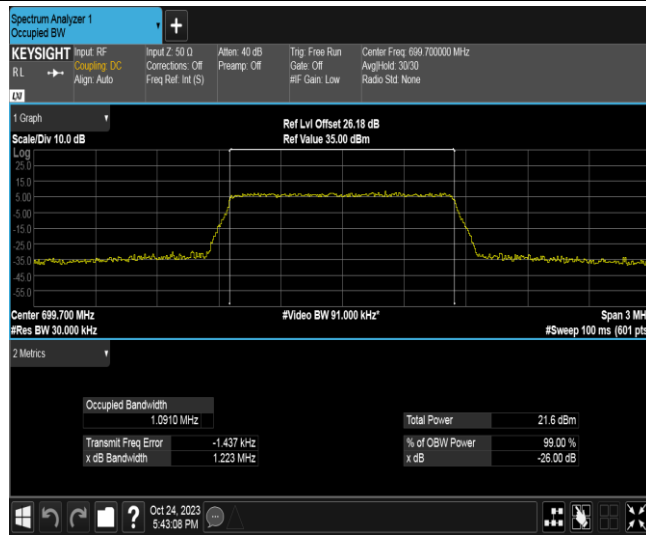 Spectrum Analyzer 1
Occupied BW
+
KEYSIGHT
RL
LXI
Input: RF
Coupling: DC
Align: Auto
Input Z: 50 Ω
Corrections: Off
Freq Ref: Int (S)
Atten: 40 dB
Preamp: Off
Trig: Free Run
Gate: Off
#IF Gain: Low
Center Freq: 699.700000 MHz
Avg|Hold: 30/30
Radio Std: None
1 Graph
Scale/Div 10.0 dB
Ref Lvl Offset 26.18 dB
Ref Value 35.00 dBm
Log
25.0
15.0
5.00
-5.00
-15.0
-25.0
-35.0
-45.0
-55.0
Center 699.700 MHz
#Res BW 30.000 kHz
#Video BW 91.000 kHz*
Span 3 MH
#Sweep 100 ms (601 pts
2 Metrics
Occupied Bandwidth
1.0910 MHz
Transmit Freq Error -1.437 kHz
x dB Bandwidth 1.223 MHz
Total Power 21.6 dBm
% of OBW Power 99.00 %
x dB -26.00 dB
?
Oct 24, 2023
5:43:08 PM